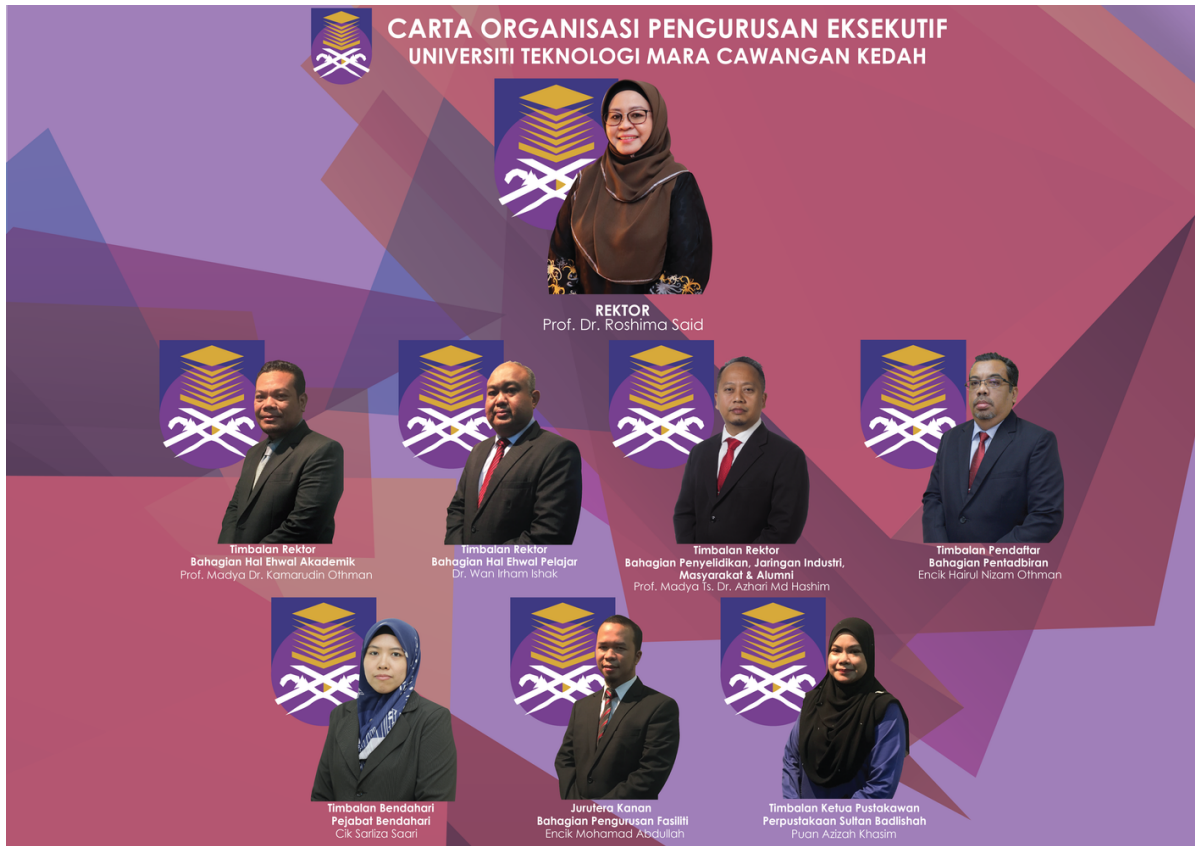 CARTA ORGANISASI PENGURUSAN EKSEKUTIF
UNIVERSITI TEKNOLOGI MARA CAWANGAN KEDAH
REKTOR
Prof. Dr. Roshima Said
Timbalan Rektor
Bahagian Hal Ehwal Akademik
Prof. Madya Dr. Kamarudin Othman
Timbalan Rektor
Bahagian Hal Ehwal Pelajar
Dr. Wan Irham Ishak
Timbalan Rektor
Bahagian Penyelidikan, Jaringan Industri,
Masyarakat & Alumni
Prof. Madya Ts. Dr. Azhari Md Hashim
Timbalan Pendaftar
Bahagian Pentadbiran
Encik Hairul Nizam Othman
Timbalan Bendahari
Pejabat Bendahari
Cik Sarliza Saari
Jurutera Kanan
Bahagian Pengurusan Fasiliti
Encik Mohamad Abdullah
Timbalan Ketua Pustakawan
Perpustakaan Sultan Badlishah
Puan Azizah Khasim